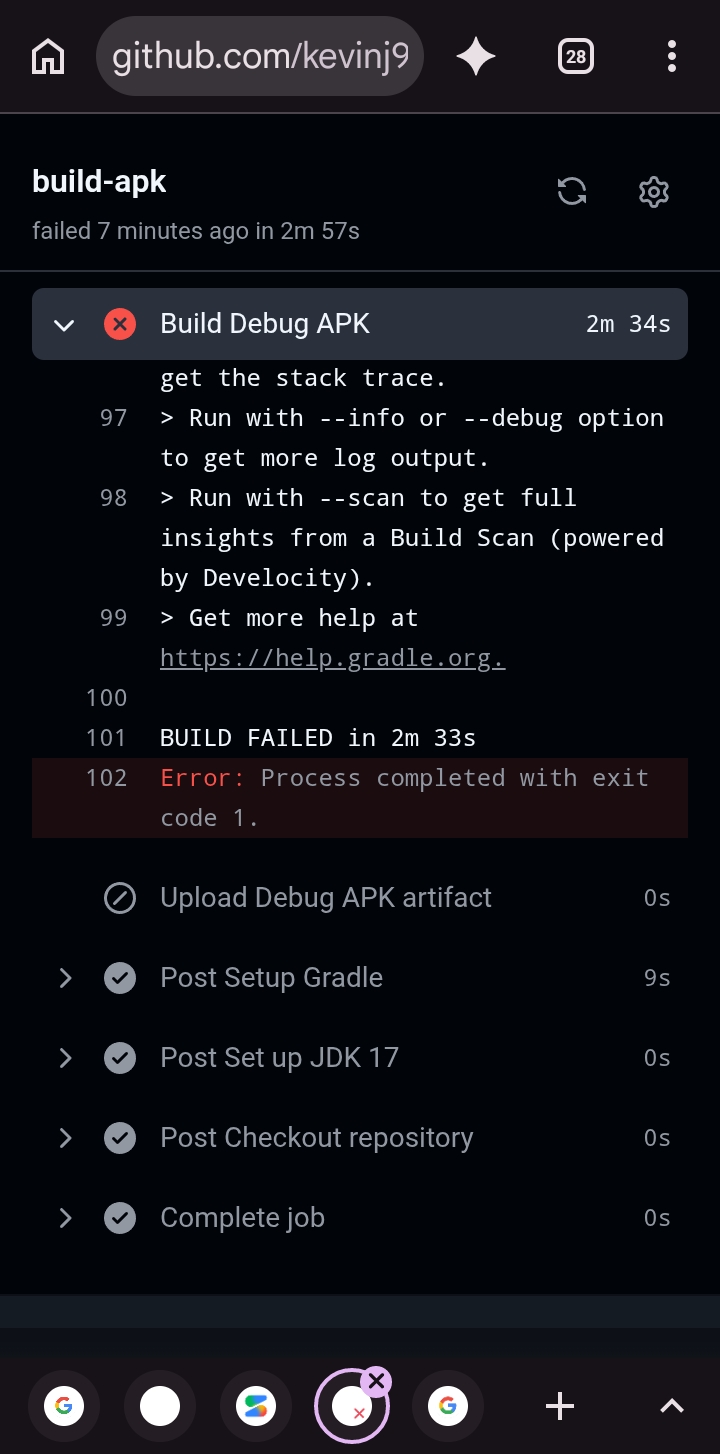 github.com/kevinj9
28
build-apk
failed 7 minutes ago in 2m 57s
Build Debug APK 2m 34s
get the stack trace.
97 > Run with --info or --debug option
to get more log output.
98 > Run with --scan to get full
insights from a Build Scan (powered
by Develocity).
99 > Get more help at
https://help.gradle.org.
100
101 BUILD FAILED in 2m 33s
102 Error: Process completed with exit
code 1.
Upload Debug APK artifact 0s
Post Setup Gradle 9s
Post Set up JDK 17 0s
Post Checkout repository 0s
Complete job 0s